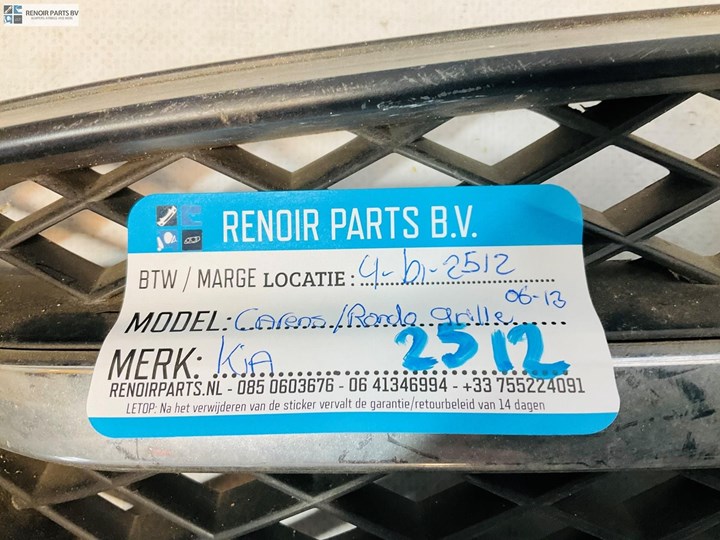 RENOIR PARTS BV
RENOIR PARTS B.V.
BTW / MARGE LOCATIE: 4-b1-2512
06-13
MODEL: Carens/Rondo grille
MERK: KIA 2512
RENOIRPARTS.NL - 085 0603676 - 06 41346994 - +33 755224091
LETOP: Na het verwijderen van de sticker vervalt de garantie/retourbeleid van 14 dagen